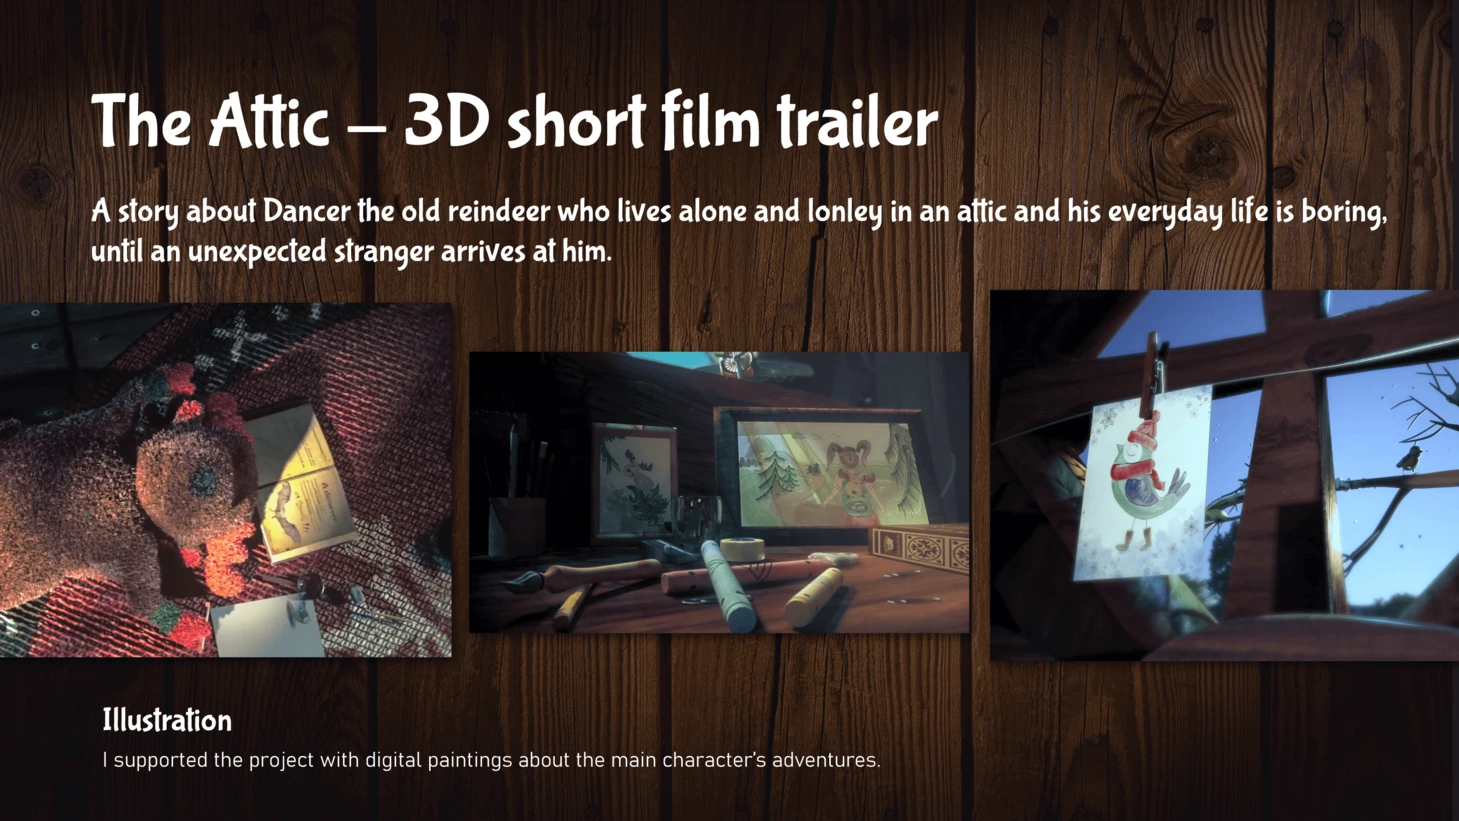 The Attic – 3D short film trailer
A story about Dancer the old reindeer who lives alone and lonley in an attic and his everyday life is boring,
until an unexpected stranger arrives at him.
Illustration
I supported the project with digital paintings about the main character's adventures.